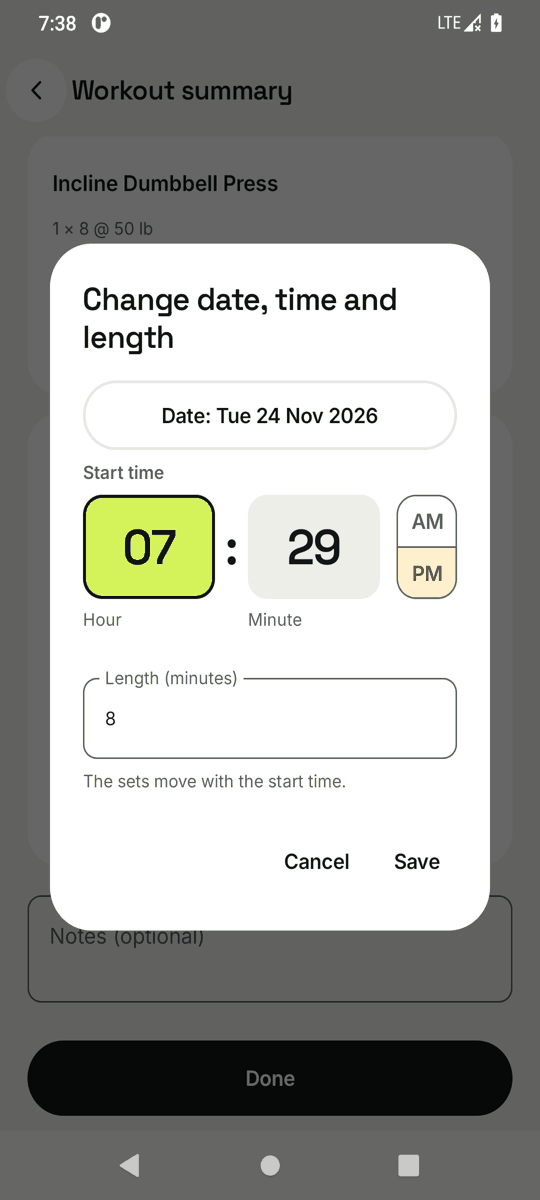 7:38
LTE
Workout summary
Incline Dumbbell Press
1 × 8 @ 50 lb
Change date, time and
length
Date: Tue 24 Nov 2026
Start time
07 : 29
AM
PM
Hour
Minute
Length (minutes)
8
The sets move with the start time.
Cancel
Save
Notes (optional)
Done